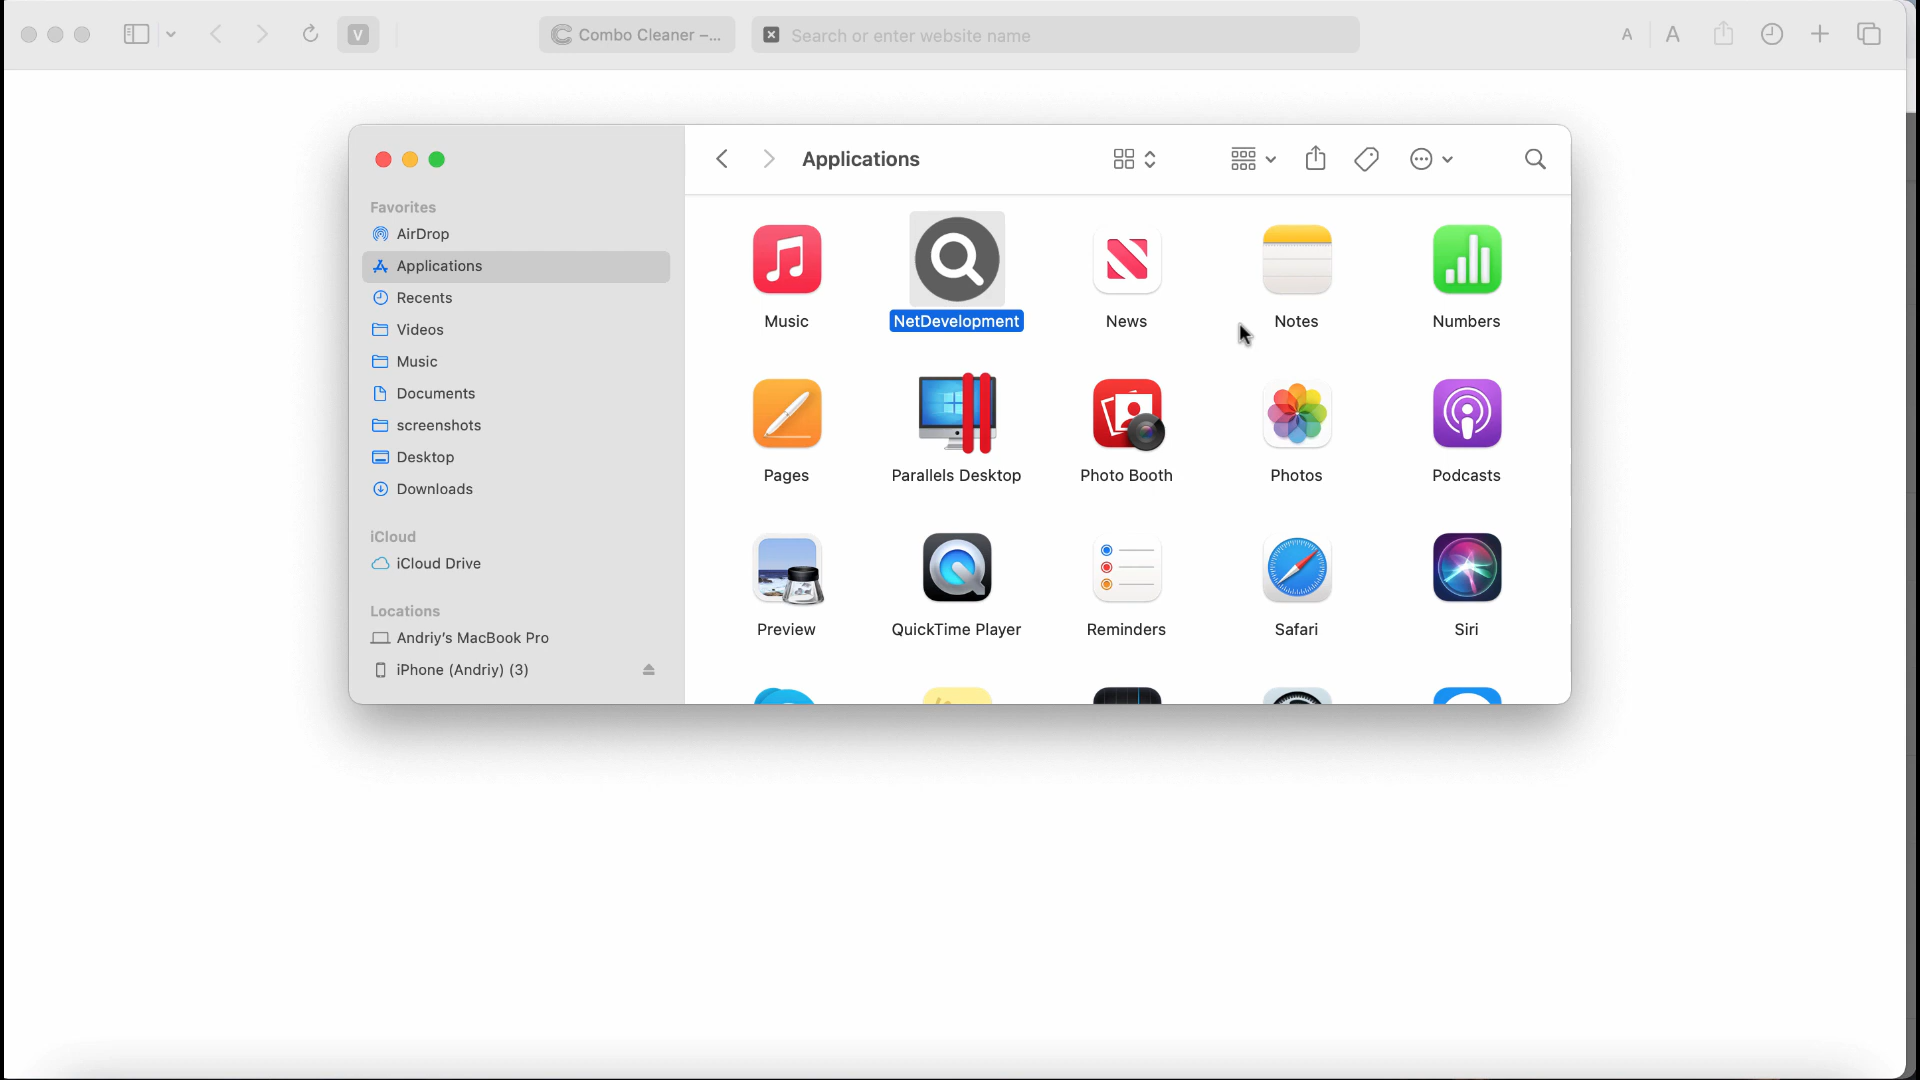 V
Combo Cleaner –...
Search or enter website name
A
A
Applications
Favorites
AirDrop
Applications
Recents
Videos
Music
Documents
screenshots
Desktop
Downloads
iCloud
iCloud Drive
Locations
Andriy's MacBook Pro
iPhone (Andriy) (3)
Music
NetDevelopment
News
Notes
Numbers
Pages
Parallels Desktop
Photo Booth
Photos
Podcasts
Preview
QuickTime Player
Reminders
Safari
Siri